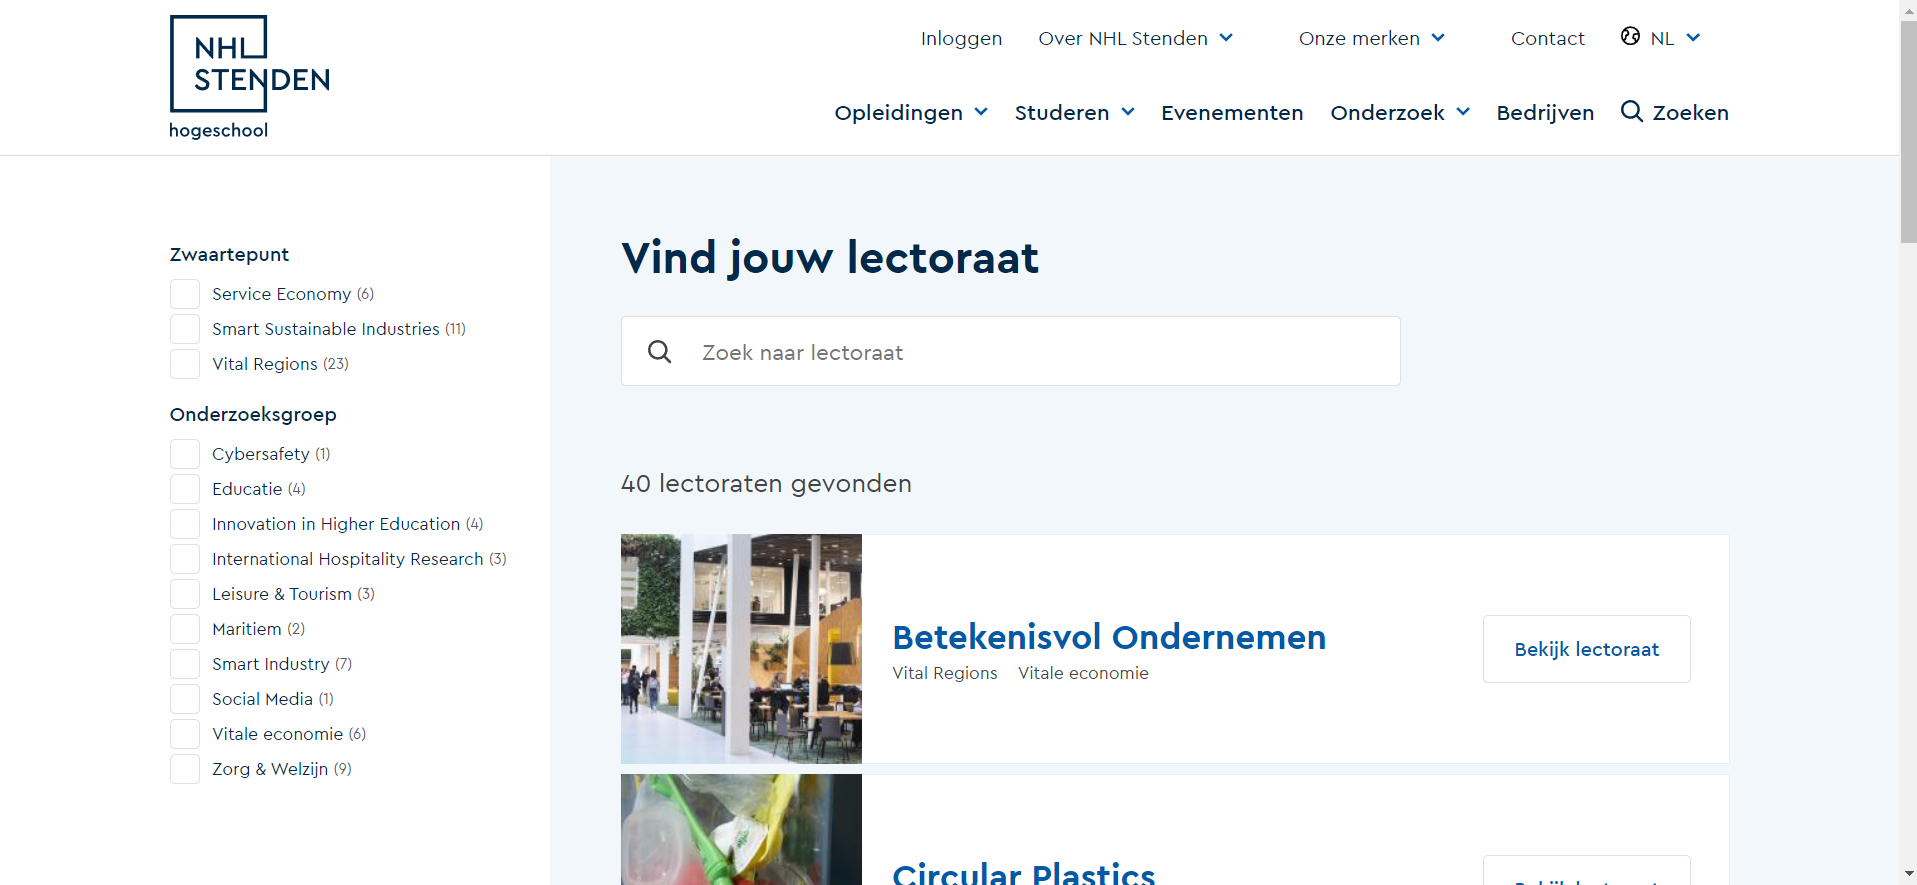 NHL
STENDEN
hogeschool
Inloggen Over NHL Stenden Onze merken Contact NL
Opleidingen Studeren Evenementen Onderzoek Bedrijven Zoeken
Zwaartepunt
Service Economy (6)
Smart Sustainable Industries (11)
Vital Regions (23)
Onderzoeksgroep
Cybersafety (1)
Educatie (4)
Innovation in Higher Education (4)
International Hospitality Research (3)
Leisure & Tourism (3)
Maritiem (2)
Smart Industry (7)
Social Media (1)
Vitale economie (6)
Zorg & Welzijn (9)
Vind jouw lectoraat
Zoek naar lectoraat
40 lectoraten gevonden
Betekenisvol Ondernemen
Vital Regions Vitale economie
Bekijk lectoraat
Circular Plastics